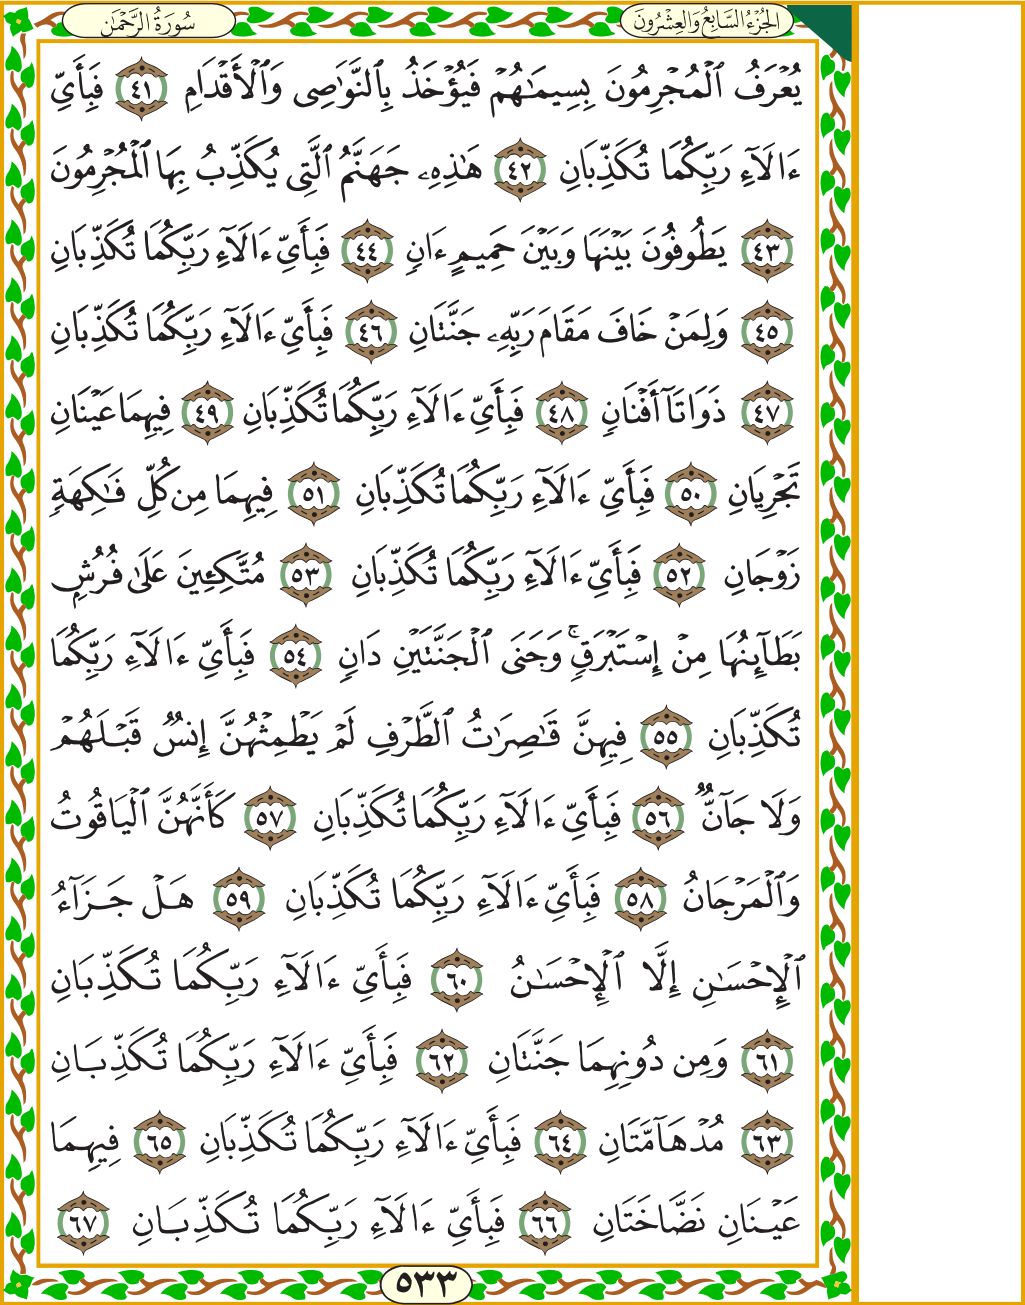 الجُزْءُ السَّابِعُ وَالعِشْرُونَ
سُورَةُ الرَّحْمَٰن
يُعْرَفُ ٱلْمُجْرِمُونَ بِسِيمَٰهُمْ فَيُؤْخَذُ بِٱلنَّوَٰصِى وَٱلْأَقْدَامِ ٤١ فَبِأَىِّ
ءَالَآءِ رَبِّكُمَا تُكَذِّبَانِ ٤٢ هَٰذِهِۦ جَهَنَّمُ ٱلَّتِى يُكَذِّبُ بِهَا ٱلْمُجْرِمُونَ
٤٣ يَطُوفُونَ بَيْنَهَا وَبَيْنَ حَمِيمٍ ءَانٍ ٤٤ فَبِأَىِّ ءَالَآءِ رَبِّكُمَا تُكَذِّبَانِ
٤٥ وَلِمَنْ خَافَ مَقَامَ رَبِّهِۦ جَنَّتَانِ ٤٦ فَبِأَىِّ ءَالَآءِ رَبِّكُمَا تُكَذِّبَانِ
٤٧ ذَوَاتَآ أَفْنَانٍ ٤٨ فَبِأَىِّ ءَالَآءِ رَبِّكُمَا تُكَذِّبَانِ ٤٩ فِيهِمَا عَيْنَانِ
تَجْرِيَانِ ٥٠ فَبِأَىِّ ءَالَآءِ رَبِّكُمَا تُكَذِّبَانِ ٥١ فِيهِمَا مِن كُلِّ فَٰكِهَةٍ
زَوْجَانِ ٥٢ فَبِأَىِّ ءَالَآءِ رَبِّكُمَا تُكَذِّبَانِ ٥٣ مُتَّكِـِٔينَ عَلَىٰ فُرُشٍۭ
بَطَآئِنُهَا مِنْ إِسْتَبْرَقٍ ۚ وَجَنَى ٱلْجَنَّتَيْنِ دَانٍ ٥٤ فَبِأَىِّ ءَالَآءِ رَبِّكُمَا
تُكَذِّبَانِ ٥٥ فِيهِنَّ قَٰصِرَٰتُ ٱلطَّرْفِ لَمْ يَطْمِثْهُنَّ إِنسٌ قَبْلَهُمْ
وَلَا جَآنٌّ ٥٦ فَبِأَىِّ ءَالَآءِ رَبِّكُمَا تُكَذِّبَانِ ٥٧ كَأَنَّهُنَّ ٱلْيَاقُوتُ
وَٱلْمَرْجَانُ ٥٨ فَبِأَىِّ ءَالَآءِ رَبِّكُمَا تُكَذِّبَانِ ٥٩ هَلْ جَزَآءُ
ٱلْإِحْسَٰنِ إِلَّا ٱلْإِحْسَٰنُ ٦٠ فَبِأَىِّ ءَالَآءِ رَبِّكُمَا تُكَذِّبَانِ
٦١ وَمِن دُونِهِمَا جَنَّتَانِ ٦٢ فَبِأَىِّ ءَالَآءِ رَبِّكُمَا تُكَذِّبَانِ
٦٣ مُدْهَآمَّتَانِ ٦٤ فَبِأَىِّ ءَالَآءِ رَبِّكُمَا تُكَذِّبَانِ ٦٥ فِيهِمَا
عَيْنَانِ نَضَّاخَتَانِ ٦٦ فَبِأَىِّ ءَالَآءِ رَبِّكُمَا تُكَذِّبَانِ ٦٧
٥٣٣